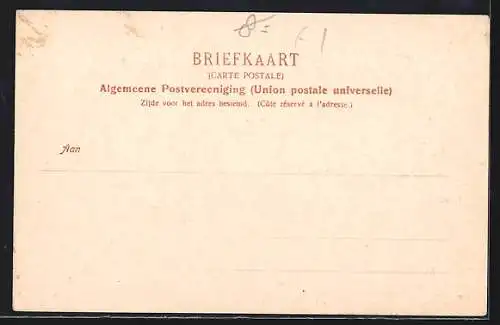 BRIEFKAART
(CARTE POSTALE)
Algemeene Postvereeniging (Union postale universelle)
Zijde voor het adres bestemd. (Côté réservé à l'adresse.)
Aan